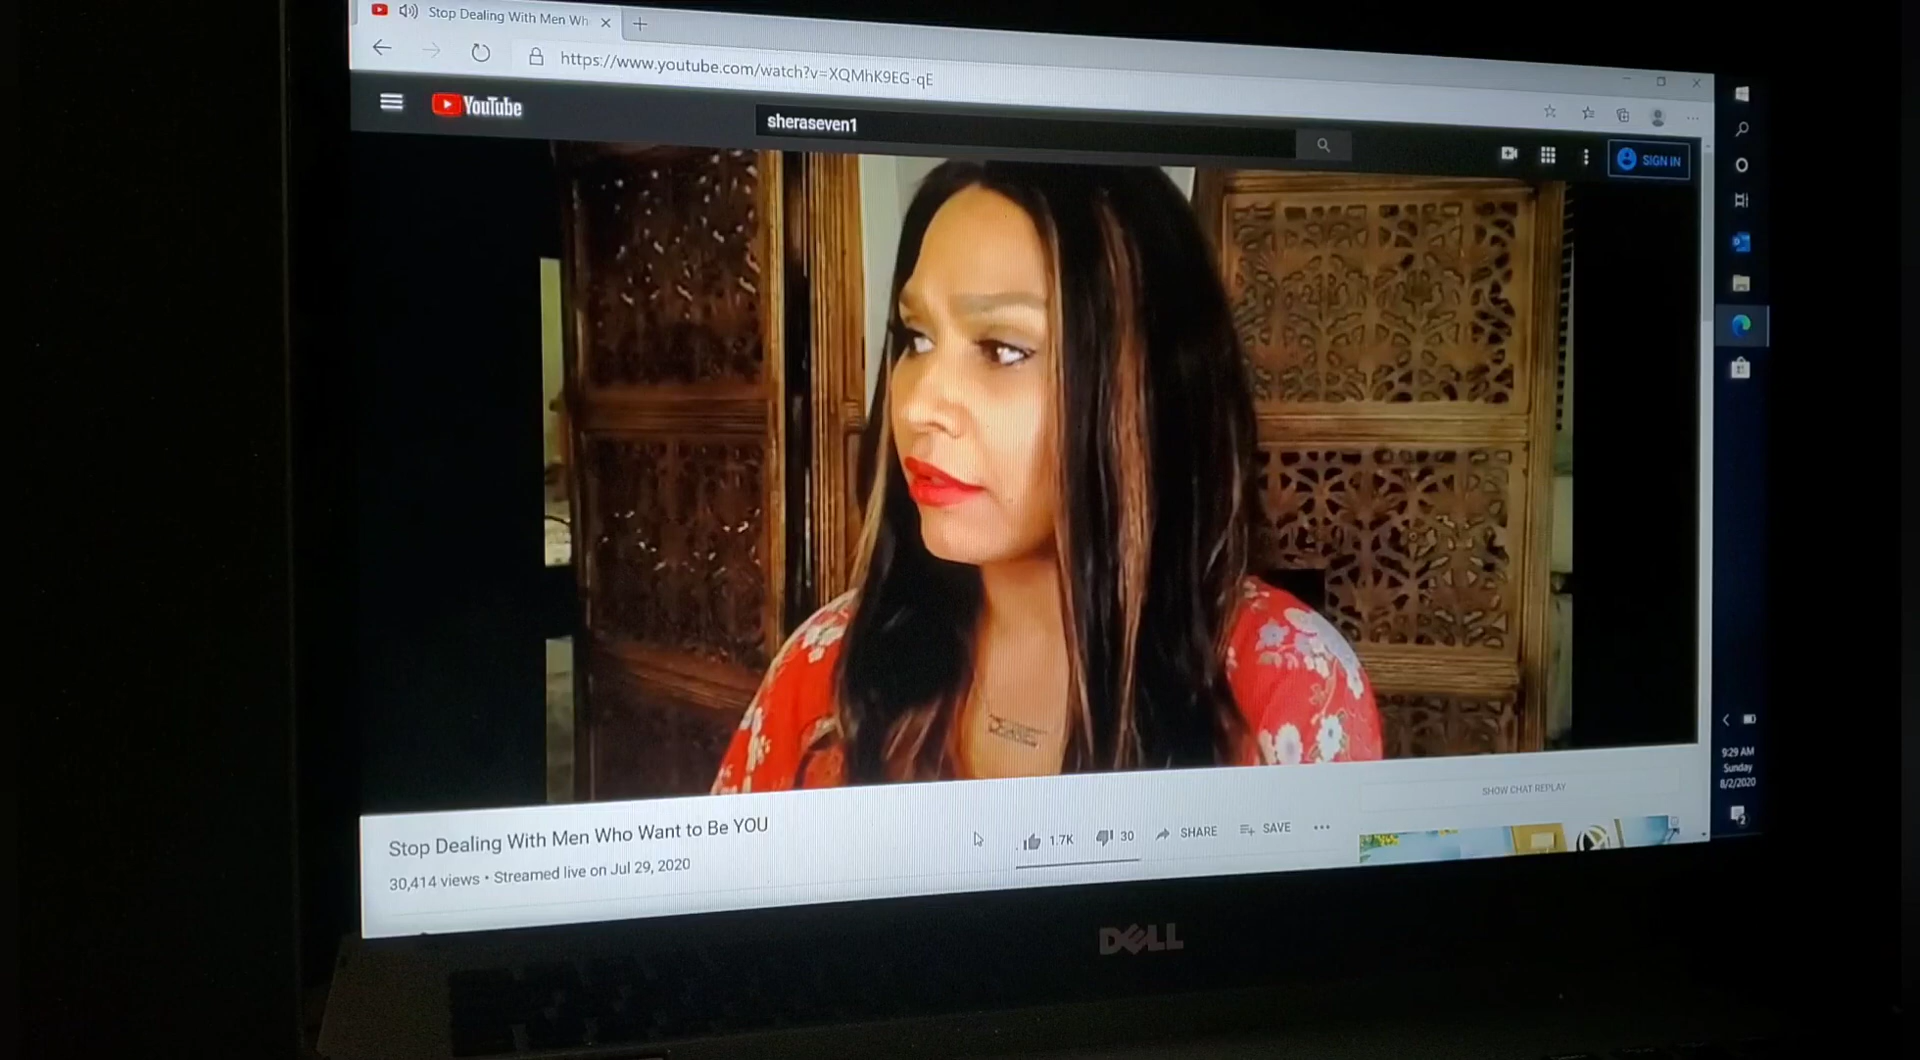 Stop Dealing With Men Wh
https://www.youtube.com/watch?v=XQMhK9EG-qE
YouTube
sheraseven1
SIGN IN
Stop Dealing With Men Who Want to Be YOU
30,414 views • Streamed live on Jul 29, 2020
1.7K
30
SHARE
SAVE
SHOW CHAT REPLAY
9:29 AM
Sunday
8/2/2020
DELL